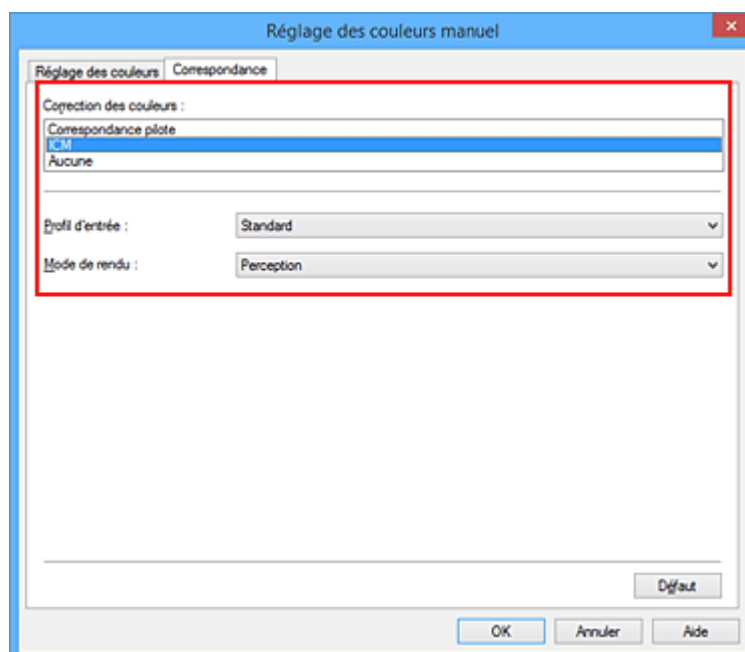 Réglage des couleurs manuel
Réglage des couleurs Correspondance
Correction des couleurs :
Correspondance pilote
ICM
Aucune
Profil d'entrée : Standard
Mode de rendu : Perception
Défaut
OK Annuler Aide